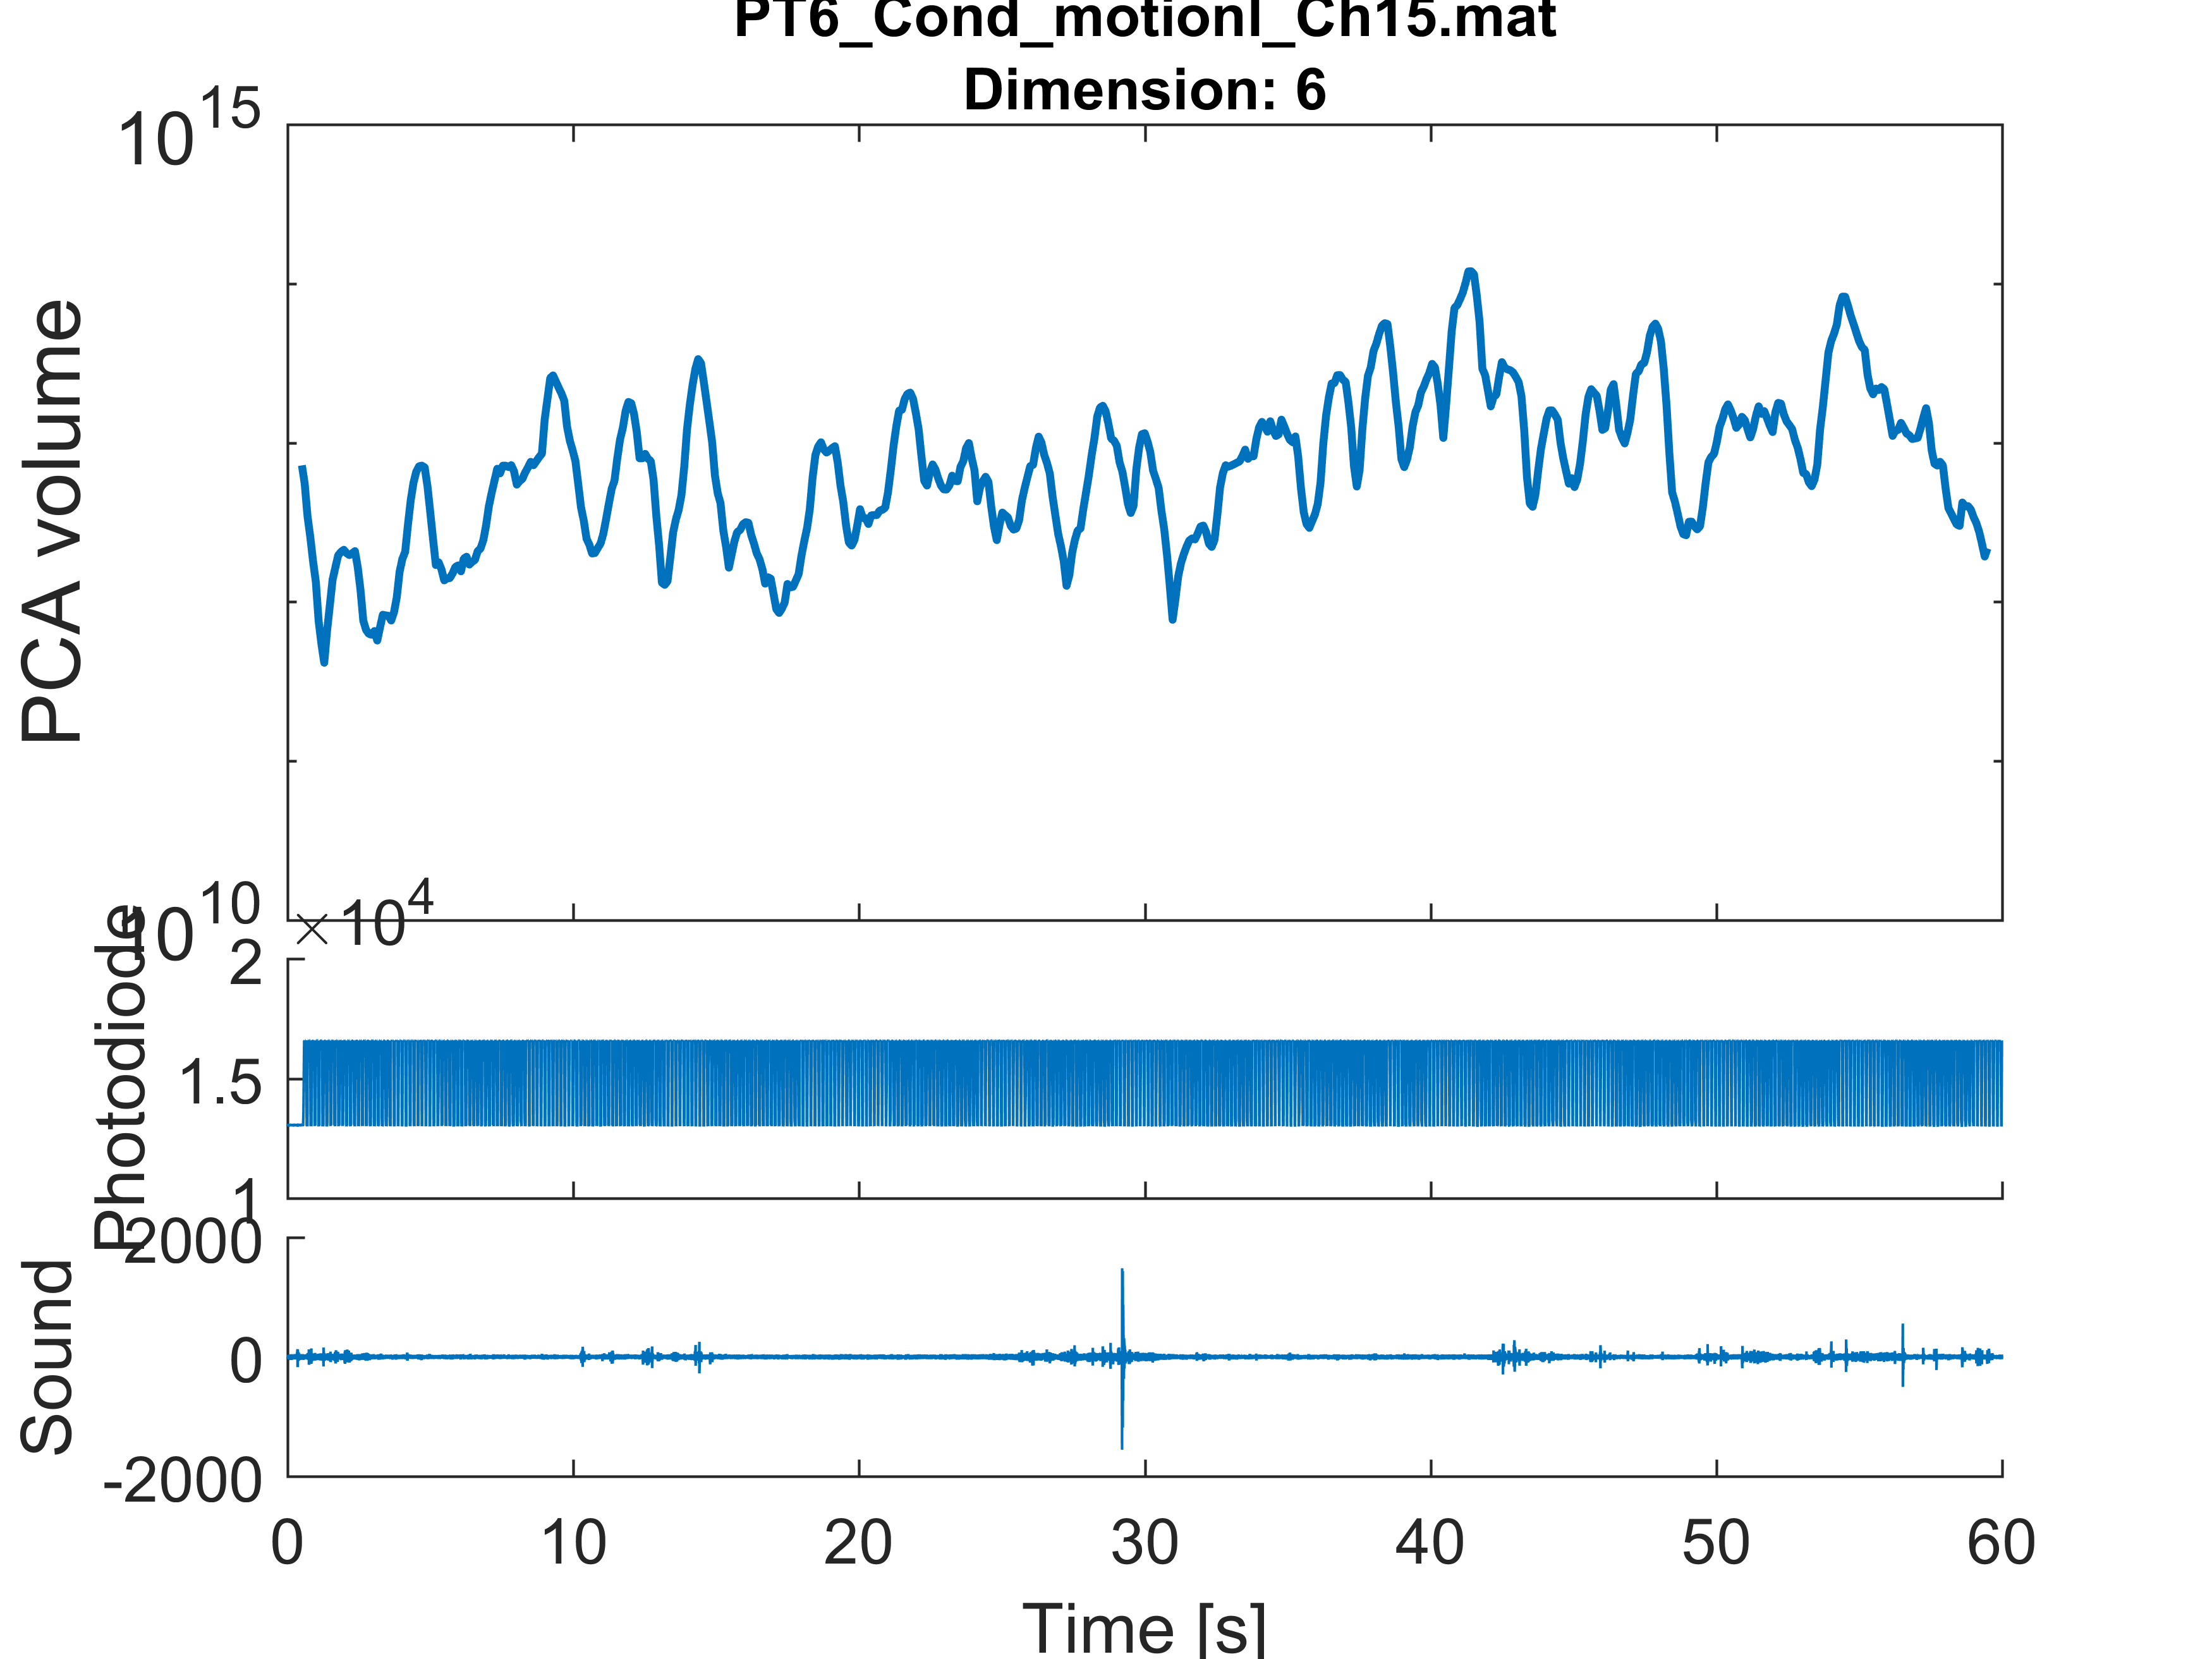 PT6_Cond_motionI_Ch15.mat
Dimension: 6
10^15
PCA volume
10^10
×10^4
2
1.5
1
Photodiode
2000
0
-2000
Sound
0 10 20 30 40 50 60
Time [s]